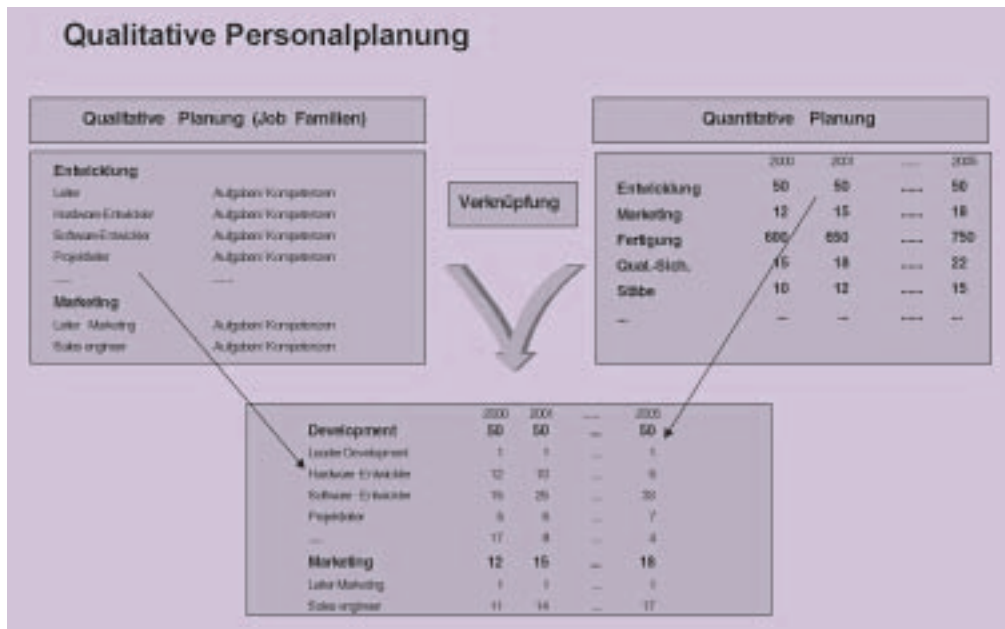 Qualitative Personalplanung
Qualitative Planung (Job Familien)
Entwicklung
Leiter Aufgaben/Kompetenzen
Hardware-Entwickler Aufgaben/Kompetenzen
Software-Entwickler Aufgaben/Kompetenzen
Projektleiter Aufgaben/Kompetenzen
..... .....
Marketing
Leiter Marketing Aufgaben/Kompetenzen
Sales engineer Aufgaben/Kompetenzen
Verknüpfung
Quantitative Planung
2000 2001 ..... 2005
Entwicklung 50 50 ..... 50
Marketing 12 15 ..... 18
Fertigung 600 650 ..... 750
Qual.-Sich. 15 18 ..... 22
Stäbe 10 12 ..... 15
... ... ..... ...
2000 2001 ..... 2005
Development 50 50 ... 50
Leader Development 1 1 ... 1
Hardware-Entwickler 12 10 ...
Software-Entwickler ...
Projektleiter 6 ... 7
..... 17 8 ... 4
Marketing 12 15 ... 18
Leiter Marketing 1 1 ... 1
Sales engineer 11 14 ... 17